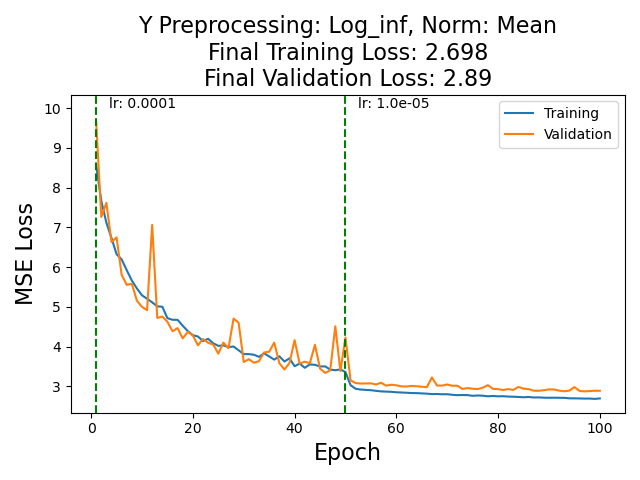 Y Preprocessing: Log_inf, Norm: Mean
Final Training Loss: 2.698
Final Validation Loss: 2.89
lr: 0.0001
lr: 1.0e-05
Training
Validation
10
9
8
7
6
5
4
3
MSE Loss
0
20
40
60
80
100
Epoch